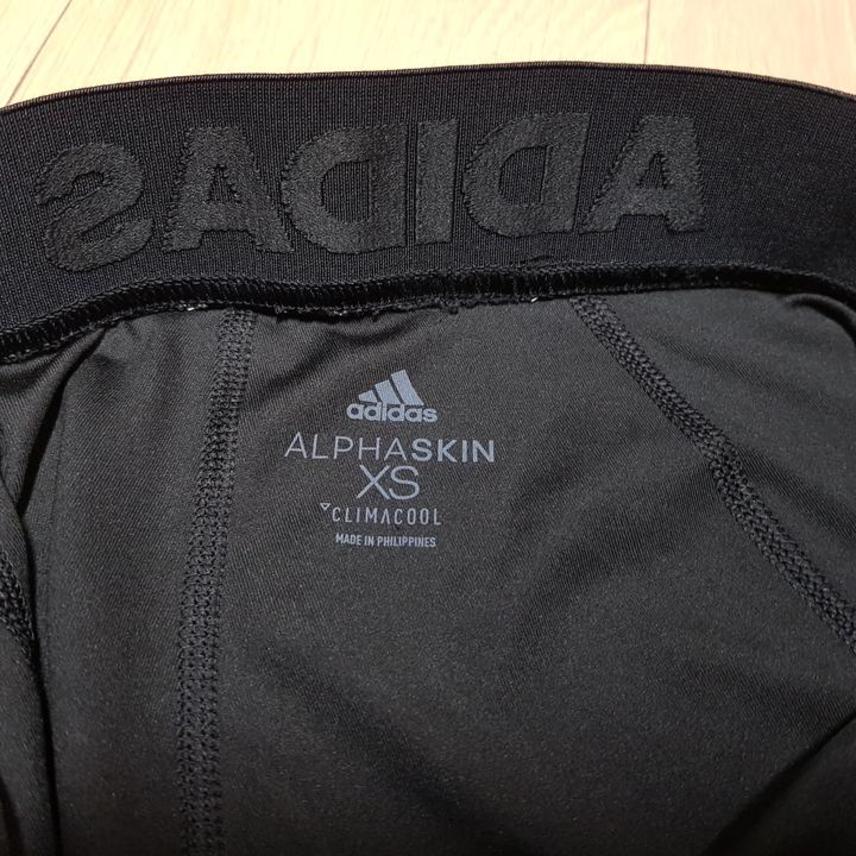 ADIDAS
adidas
ALPHASKIN
XS
CLIMACOOL
MADE IN PHILIPPINES